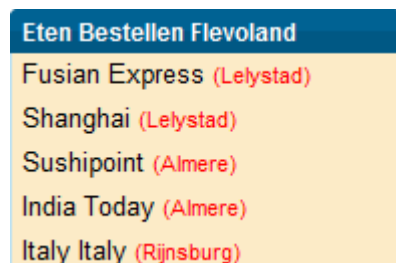 Eten Bestellen Flevoland
Fusian Express (Lelystad)
Shanghai (Lelystad)
Sushipoint (Almere)
India Today (Almere)
Italy Italy (Rijnsburg)